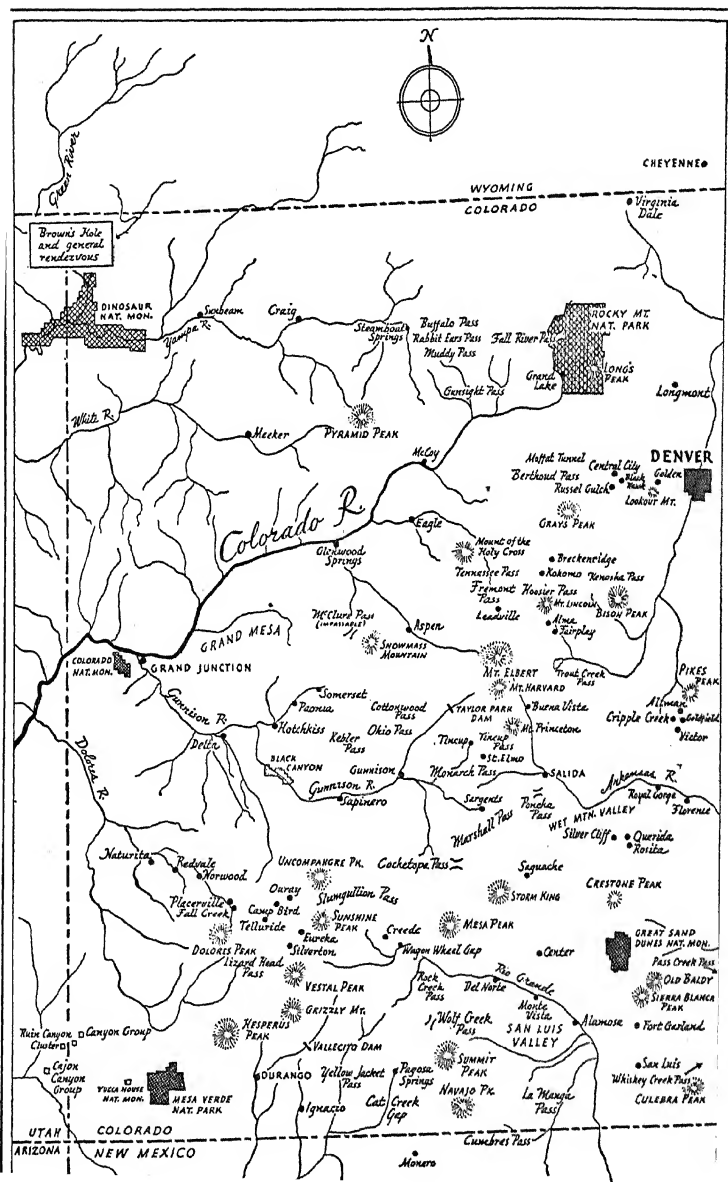 N
CHEYENNE
Green River
WYOMING
COLORADO
Virginia
Dale
Brown's Hole
and general
rendezvous
DINOSAUR
NAT. MON.
Sunbeam
Yampa R.
Craig
Steamboat
Springs
Buffalo Pass
Rabbit Ears Pass
Muddy Pass
Fall River Pass
ROCKY MT.
NAT. PARK
Grand
Lake
LONG'S
PEAK
Gunsight Pass
Longmont
White R.
Meeker
PYRAMID PEAK
McCoy
Moffat Tunnel
Berthoud Pass
Central City
Black
Hawk
Golden
DENVER
Russel Gulch
Lookout Mt.
GRAYS PEAK
Colorado R.
Eagle
Glenwood
Springs
Mount of the
Holy Cross
Breckenridge
Tennessee Pass
Kokomo
Kenosha Pass
Fremont
Pass
Hoosier Pass
MT. LINCOLN
BISON PEAK
Leadville
Alma
Fairplay
McClure Pass
(IMPASSABLE)
Aspen
SNOWMASS
MOUNTAIN
GRAND MESA
COLORADO
NAT. MON.
GRAND JUNCTION
MT. ELBERT
MT. HARVARD
Trout Creek
Pass
PIKES
PEAK
Gunnison R.
Somerset
Paonia
Hotchkiss
Cottonwood
Pass
Ohio Pass
Kebler
Pass
TAYLOR PARK
DAM
Buena Vista
Mt. Princeton
Altman
Cripple Creek
Goldfield
Victor
Delta
Tincup
Tincup
Pass
St. Elmo
BLACK
CANYON
Gunnison
Monarch Pass
SALIDA
Arkansas R.
Royal Gorge
Florence
Dolores R.
Gunnison R.
Sapinero
Sargents
Marshall Pass
Poncha
Pass
WET MTN. VALLEY
Silver Cliff
Querida
Rosita
Naturita
Redvale
Norwood
UNCOMPAHGRE PK.
Cochetopa Pass
Saguache
CRESTONE PEAK
Placerville
Fall Creek
Ouray
Camp Bird
Telluride
Slumgullion Pass
SUNSHINE
PEAK
STORM KING
Eureka
Silverton
Creede
MESA PEAK
DOLORES PEAK
Lizard Head
Pass
Wagon Wheel Gap
Center
GREAT SAND
DUNES NAT. MON.
Pass Creek Pass
OLD BALDY
SIERRA BLANCA
PEAK
VESTAL PEAK
GRIZZLY MT.
Rock
Creek
Pass
Rio Grande
Del Norte
Monte
Vista
Alamosa
Fort Garland
HESPERUS
PEAK
Wolf Creek
Pass
SAN LUIS
VALLEY
Ruin Canyon
Cluster
Canyon Group
Cajon
Canyon
Group
VALLECITO DAM
SUMMIT
PEAK
San Luis
Whiskey Creek Pass
CULEBRA PEAK
YUCCA HOUSE
NAT. MON.
MESA VERDE
NAT. PARK
DURANGO
Yellow Jacket
Pass
Pagosa
Springs
NAVAJO PK.
La Manga
Pass
Ignacio
Cat Creek
Gap
Cumbres Pass
UTAH
COLORADO
ARIZONA
NEW MEXICO
Monero